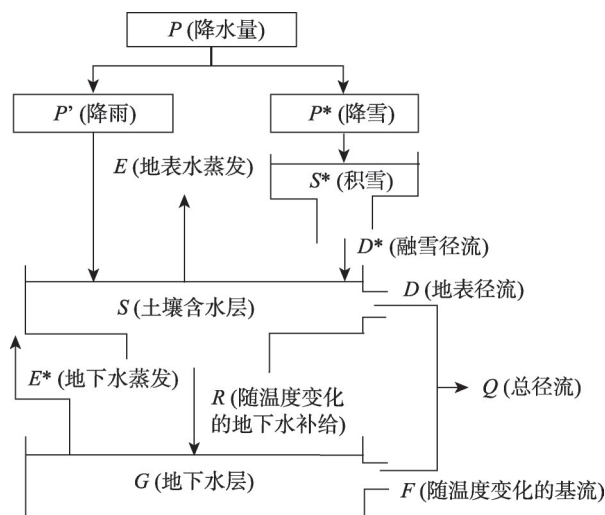 P (降水量)
P’ (降雨)
P* (降雪)
E (地表水蒸发)
S* (积雪)
D* (融雪径流)
D (地表径流)
S (土壤含水层)
E* (地下水蒸发)
R (随温度变化
的地下水补给)
Q (总径流)
G (地下水层)
F (随温度变化的基流)